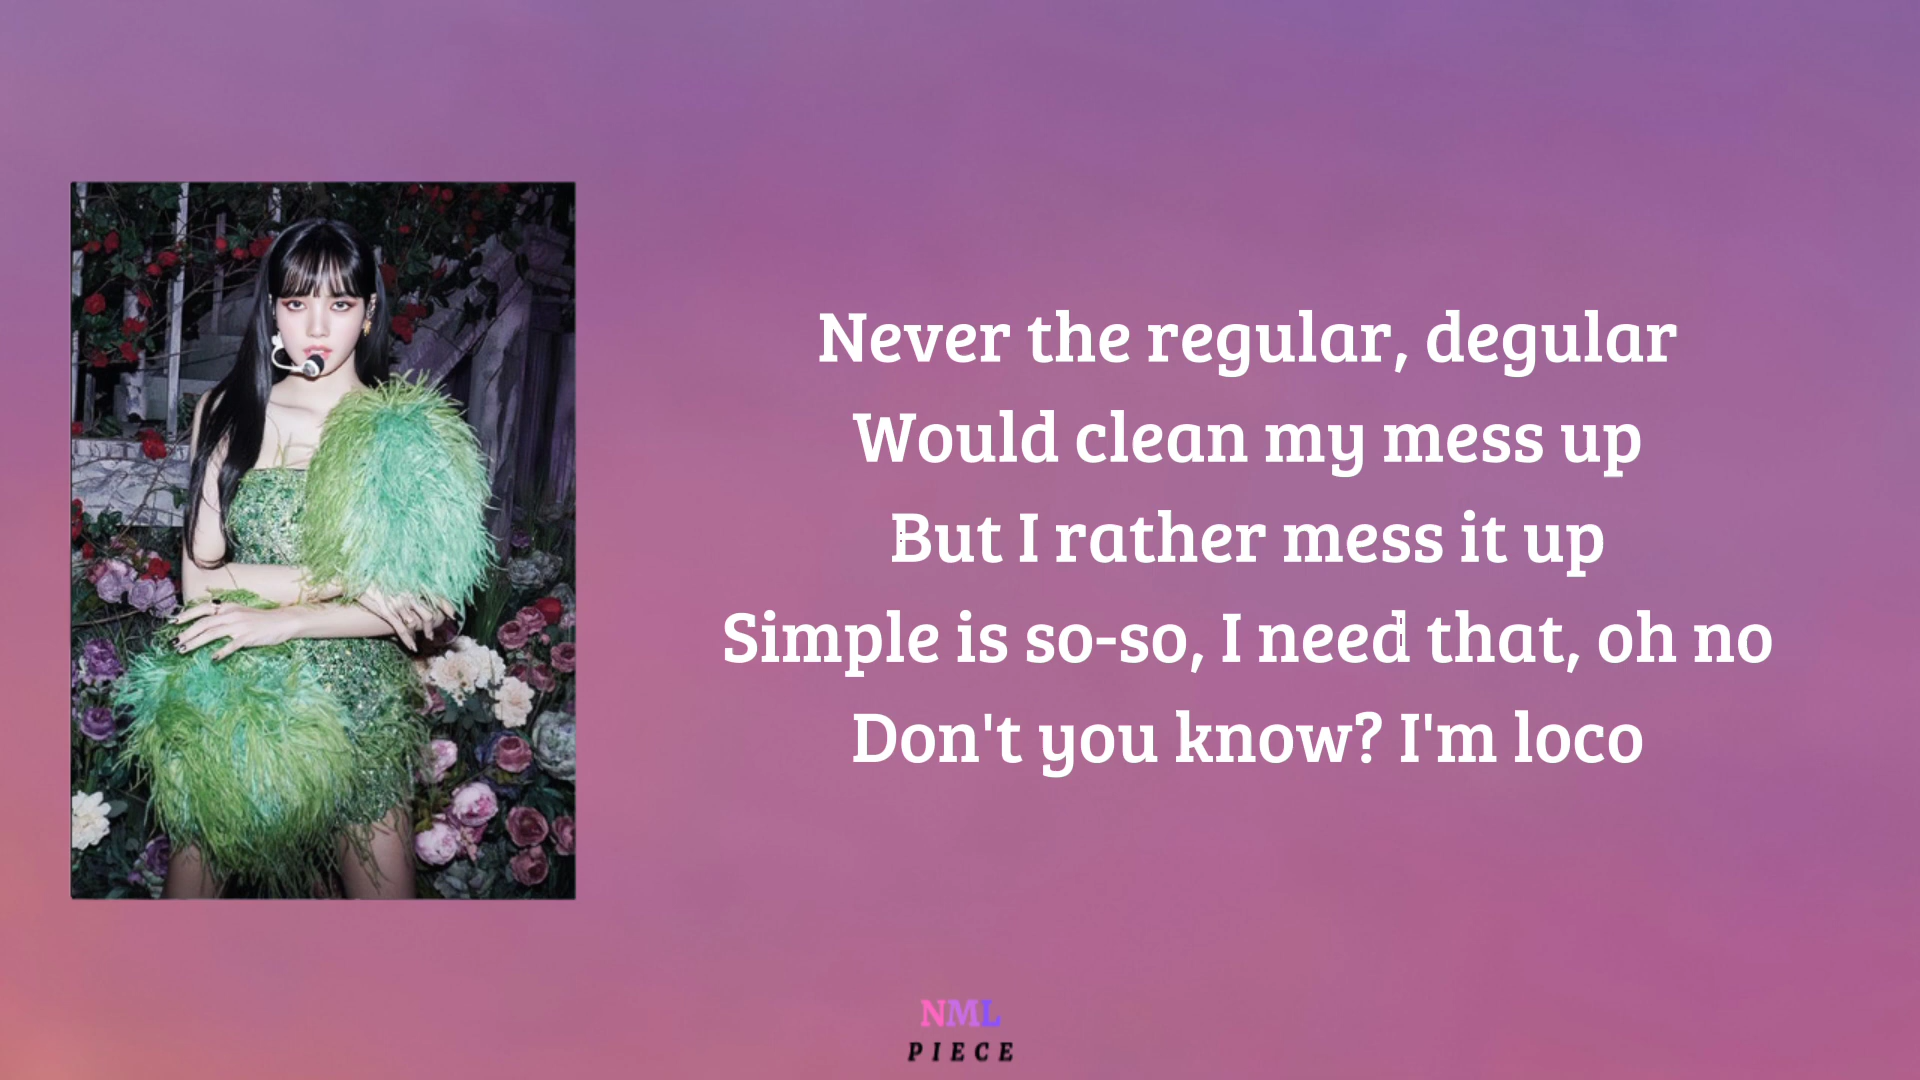 Never the regular, degular
Would clean my mess up
But I rather mess it up
Simple is so-so, I need that, oh no
Don't you know? I'm loco
NML
PIECE